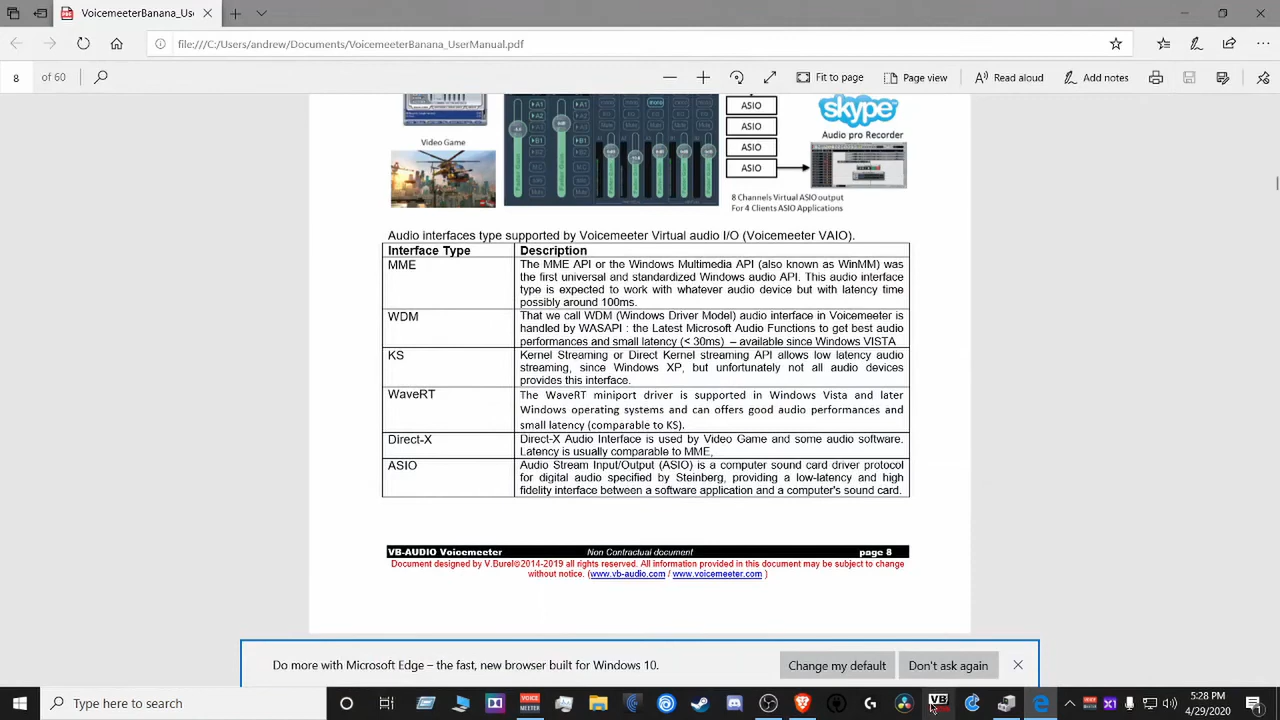 VoicemeeterBanana_Us
file:///C:/Users/andrew/Documents/VoicemeeterBanana_UserManual.pdf
8 of 60
Fit to page
Page view
Read aloud
Add notes
Video Game
A1
A2
B1
B2
A1
A2
B1
B2
mono
ASIO
ASIO
ASIO
ASIO
skype
Audio pro Recorder
8 Channels Virtual ASIO output
For 4 Clients ASIO Applications
Audio interfaces type supported by Voicemeeter Virtual audio I/O (Voicemeeter VAIO).
Interface Type Description
MME The MME API or the Windows Multimedia API (also known as WinMM) was
the first universal and standardized Windows audio API. This audio interface
type is expected to work with whatever audio device but with latency time
possibly around 100ms.
WDM That we call WDM (Windows Driver Model) audio interface in Voicemeeter is
handled by WASAPI : the Latest Microsoft Audio Functions to get best audio
performances and small latency (< 30ms) – available since Windows VISTA
KS Kernel Streaming or Direct Kernel streaming API allows low latency audio
streaming, since Windows XP, but unfortunately not all audio devices
provides this interface.
WaveRT The WaveRT miniport driver is supported in Windows Vista and later
Windows operating systems and can offers good audio performances and
small latency (comparable to KS).
Direct-X Direct-X Audio Interface is used by Video Game and some audio software.
Latency is usually comparable to MME,
ASIO Audio Stream Input/Output (ASIO) is a computer sound card driver protocol
for digital audio specified by Steinberg, providing a low-latency and high
fidelity interface between a software application and a computer's sound card.
VB-AUDIO Voicemeeter Non Contractual document page 8
Document designed by V.Burel©2014-2019 all rights reserved. All information provided in this document may be subject to change
without notice. (www.vb-audio.com / www.voicemeeter.com )
Do more with Microsoft Edge – the fast, new browser built for Windows 10.
Change my default
Don't ask again
Type here to search
VOICE
MEETER
VB
5:28 PM
4/29/2020